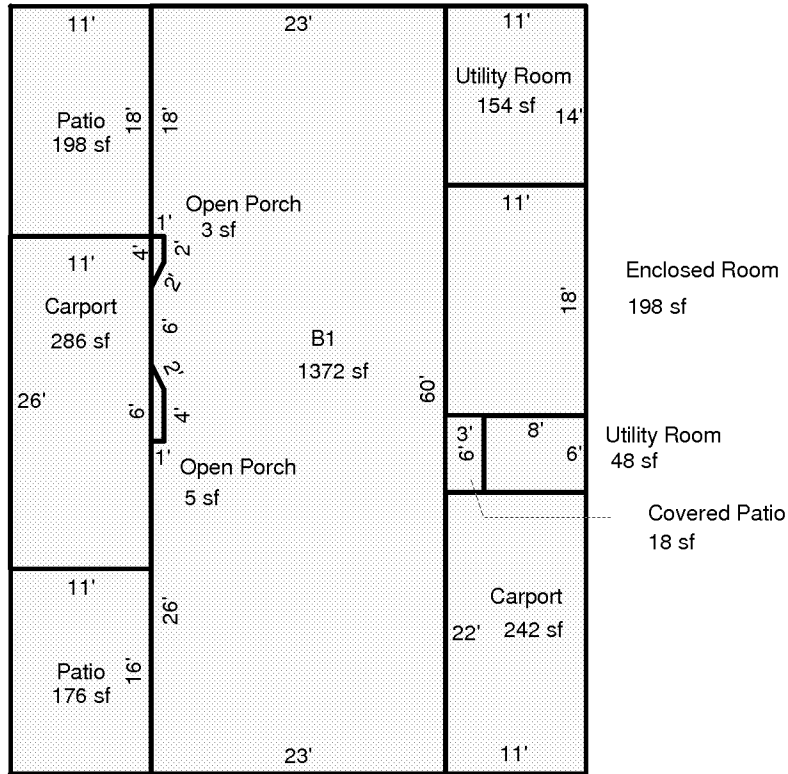 11'
23'
11'
Utility Room
154 sf
14'
Patio
198 sf
18'
18'
11'
Open Porch
3 sf
1'
2'
4'
2'
11'
Carport
286 sf
26'
Enclosed Room
198 sf
18'
6'
B1
1372 sf
60'
2'
6'
4'
1'
Open Porch
5 sf
3'
6'
8'
6'
Utility Room
48 sf
Covered Patio
18 sf
Carport
242 sf
22'
11'
26'
11'
Patio
176 sf
16'
23'